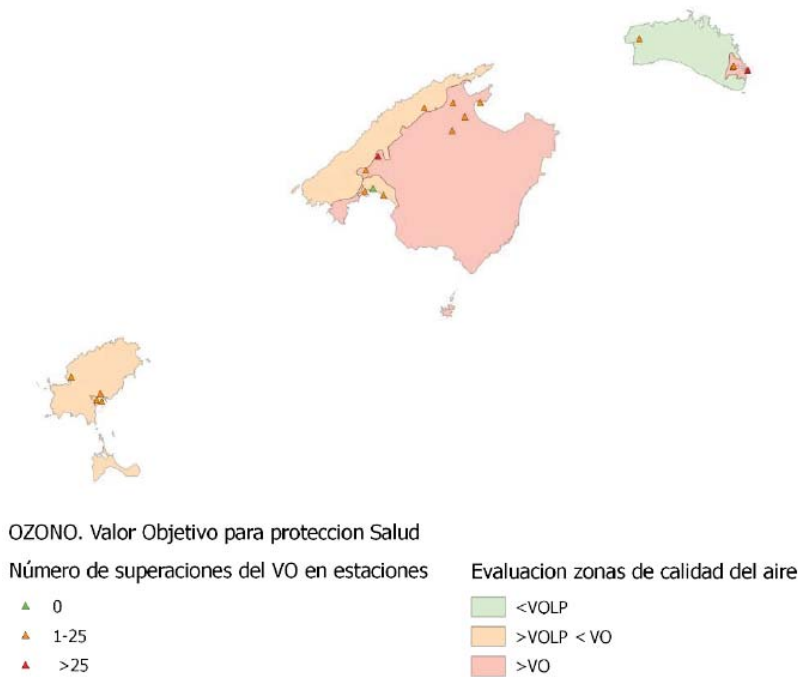 OZONO. Valor Objetivo para proteccion Salud
Número de superaciones del VO en estaciones
0
1-25
>25
Evaluacion zonas de calidad del aire
<VOLP
>VOLP < VO
>VO